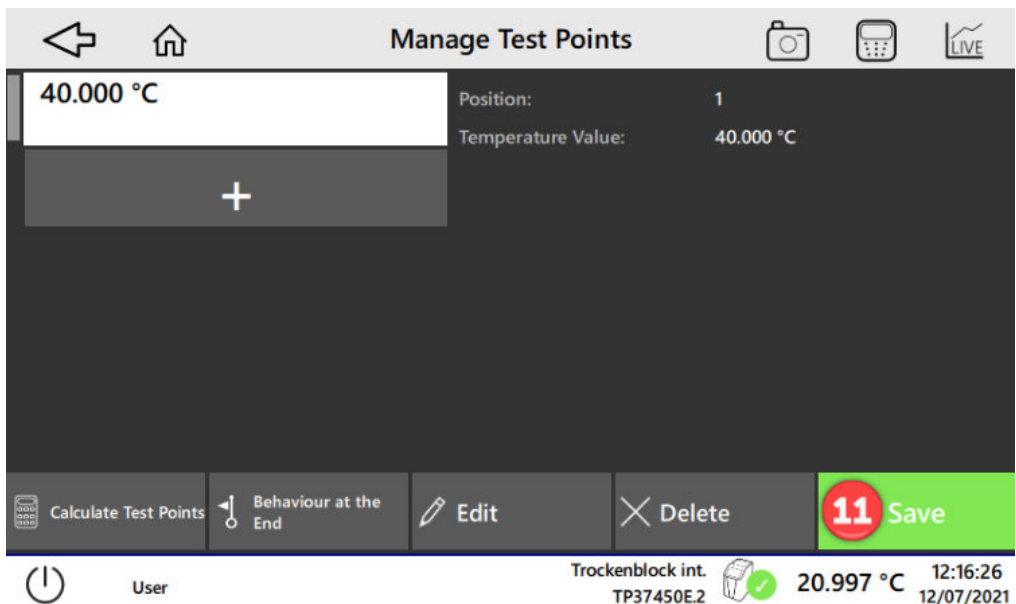 Manage Test Points
LIVE
40.000 °C
Position: 1
Temperature Value: 40.000 °C
+
Calculate Test Points
Behaviour at the
End
Edit
Delete
11 Save
User
Trockenblock int.
TP37450E.2
20.997 °C
12:16:26
12/07/2021